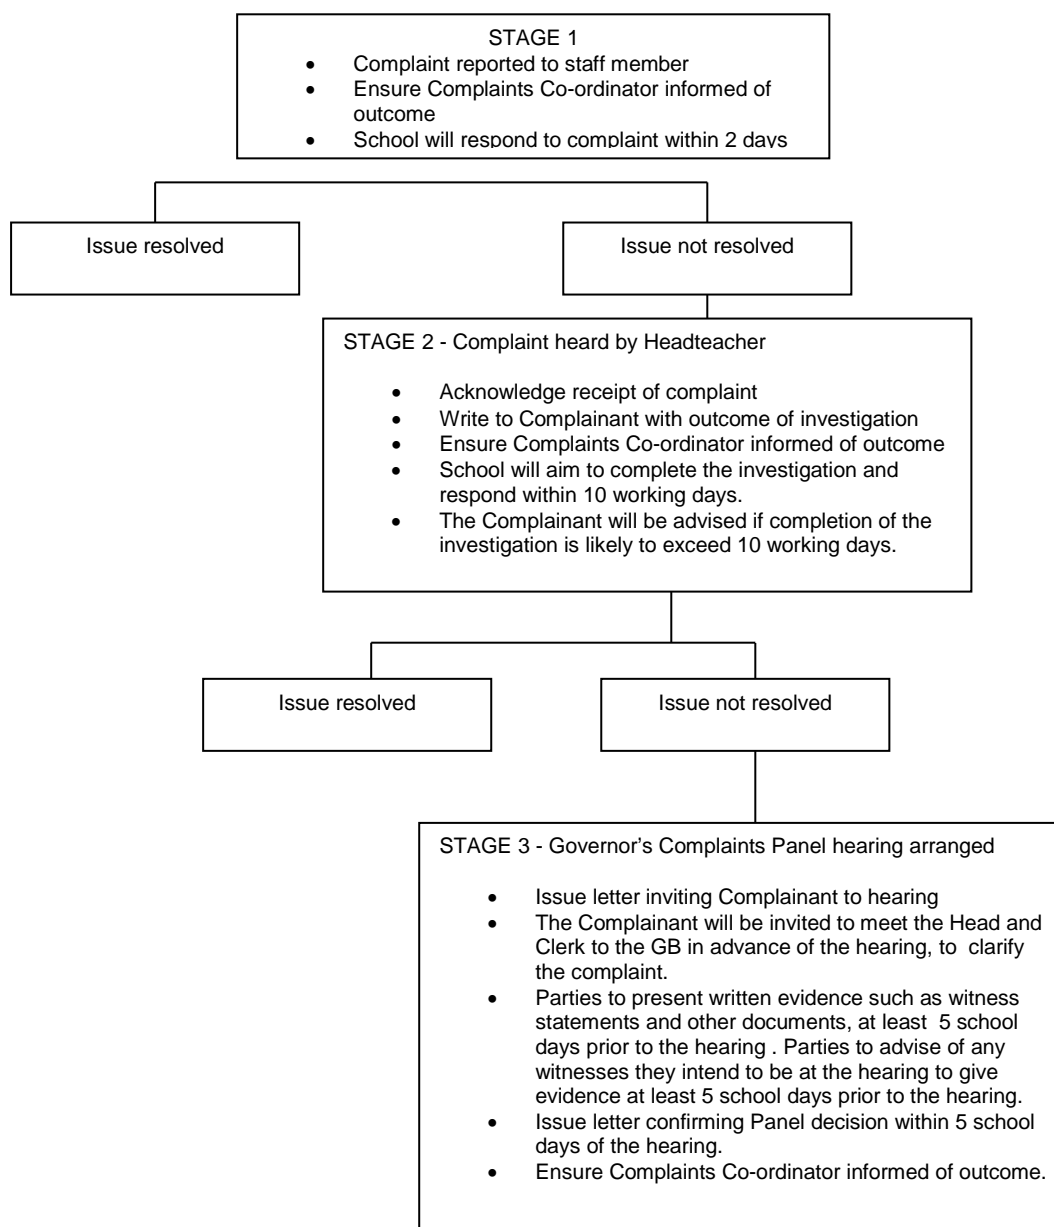 STAGE 1
• Complaint reported to staff member
• Ensure Complaints Co-ordinator informed of
outcome
• School will respond to complaint within 2 days
Issue resolved
Issue not resolved
STAGE 2 - Complaint heard by Headteacher
• Acknowledge receipt of complaint
• Write to Complainant with outcome of investigation
• Ensure Complaints Co-ordinator informed of outcome
• School will aim to complete the investigation and
respond within 10 working days.
• The Complainant will be advised if completion of the
investigation is likely to exceed 10 working days.
Issue resolved
Issue not resolved
STAGE 3 - Governor’s Complaints Panel hearing arranged
• Issue letter inviting Complainant to hearing
• The Complainant will be invited to meet the Head and
Clerk to the GB in advance of the hearing, to clarify
the complaint.
• Parties to present written evidence such as witness
statements and other documents, at least 5 school
days prior to the hearing . Parties to advise of any
witnesses they intend to be at the hearing to give
evidence at least 5 school days prior to the hearing.
• Issue letter confirming Panel decision within 5 school
days of the hearing.
• Ensure Complaints Co-ordinator informed of outcome.